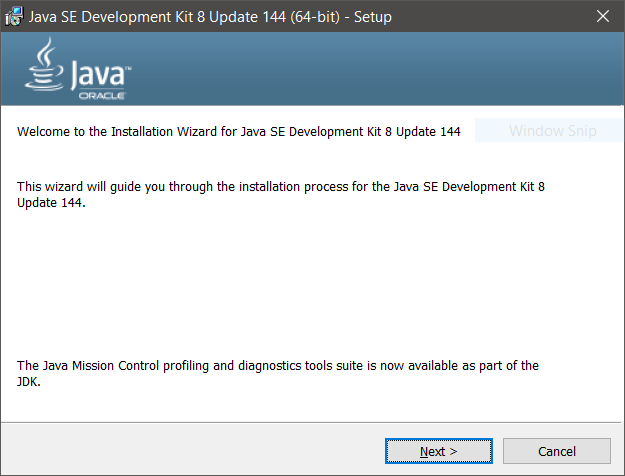 Java SE Development Kit 8 Update 144 (64-bit) - Setup
Java™
ORACLE
Welcome to the Installation Wizard for Java SE Development Kit 8 Update 144
Window Snip
This wizard will guide you through the installation process for the Java SE Development Kit 8
Update 144.
The Java Mission Control profiling and diagnostics tools suite is now available as part of the
JDK.
Next >
Cancel